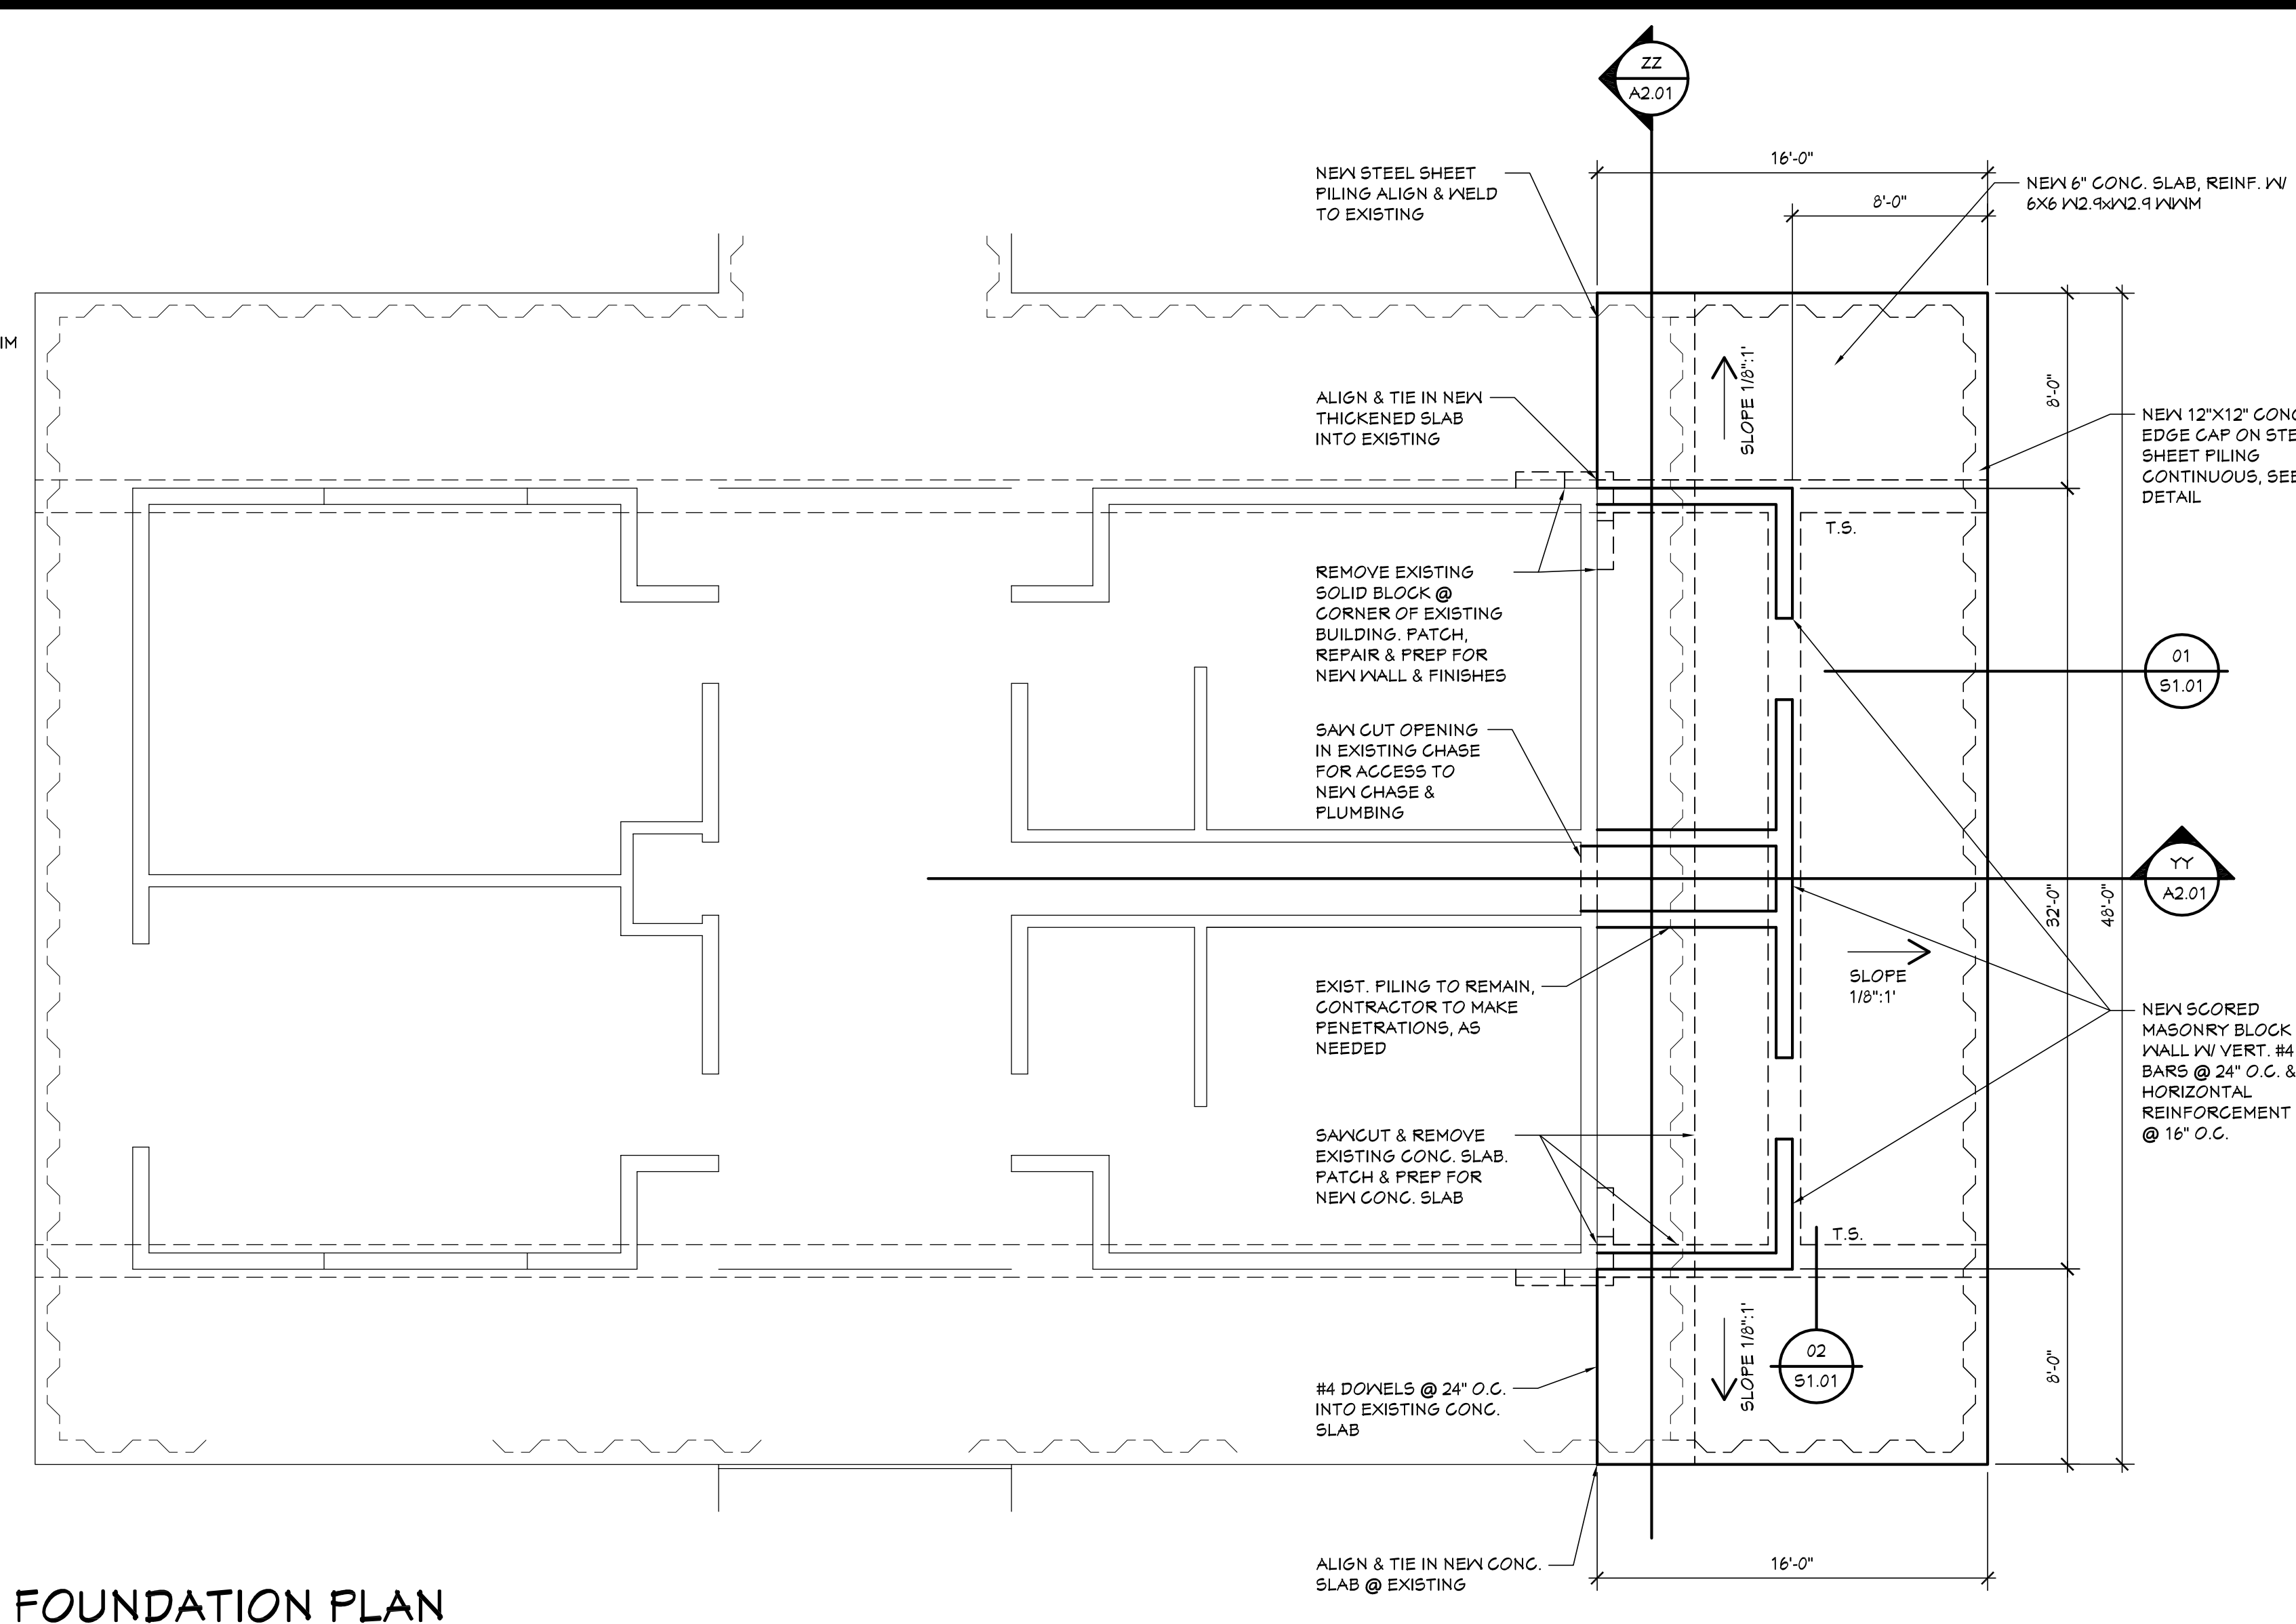 ZZ
A2.01
16'-0"
8'-0"
NEW STEEL SHEET
PILING ALIGN & WELD
TO EXISTING
NEW 6" CONC. SLAB, REINF. W/
6X6 W2.9xW2.9 WWM
IM
SLOPE 1/8":1'
8'-0"
ALIGN & TIE IN NEW
THICKENED SLAB
INTO EXISTING
NEW 12"X12" CONC
EDGE CAP ON STE
SHEET PILING
CONTINUOUS, SEE
DETAIL
T.S.
REMOVE EXISTING
SOLID BLOCK @
CORNER OF EXISTING
BUILDING. PATCH,
REPAIR & PREP FOR
NEW WALL & FINISHES
01
S1.01
SAW CUT OPENING
IN EXISTING CHASE
FOR ACCESS TO
NEW CHASE &
PLUMBING
YY
A2.01
32'-0"
48'-0"
EXIST. PILING TO REMAIN,
CONTRACTOR TO MAKE
PENETRATIONS, AS
NEEDED
SLOPE
1/8":1'
NEW SCORED
MASONRY BLOCK
WALL W/ VERT. #4
BARS @ 24" O.C. &
HORIZONTAL
REINFORCEMENT
@ 16" O.C.
SAWCUT & REMOVE
EXISTING CONC. SLAB.
PATCH & PREP FOR
NEW CONC. SLAB
T.S.
SLOPE 1/8":1'
02
S1.01
8'-0"
#4 DOWELS @ 24" O.C.
INTO EXISTING CONC.
SLAB
ALIGN & TIE IN NEW CONC.
SLAB @ EXISTING
16'-0"
FOUNDATION PLAN